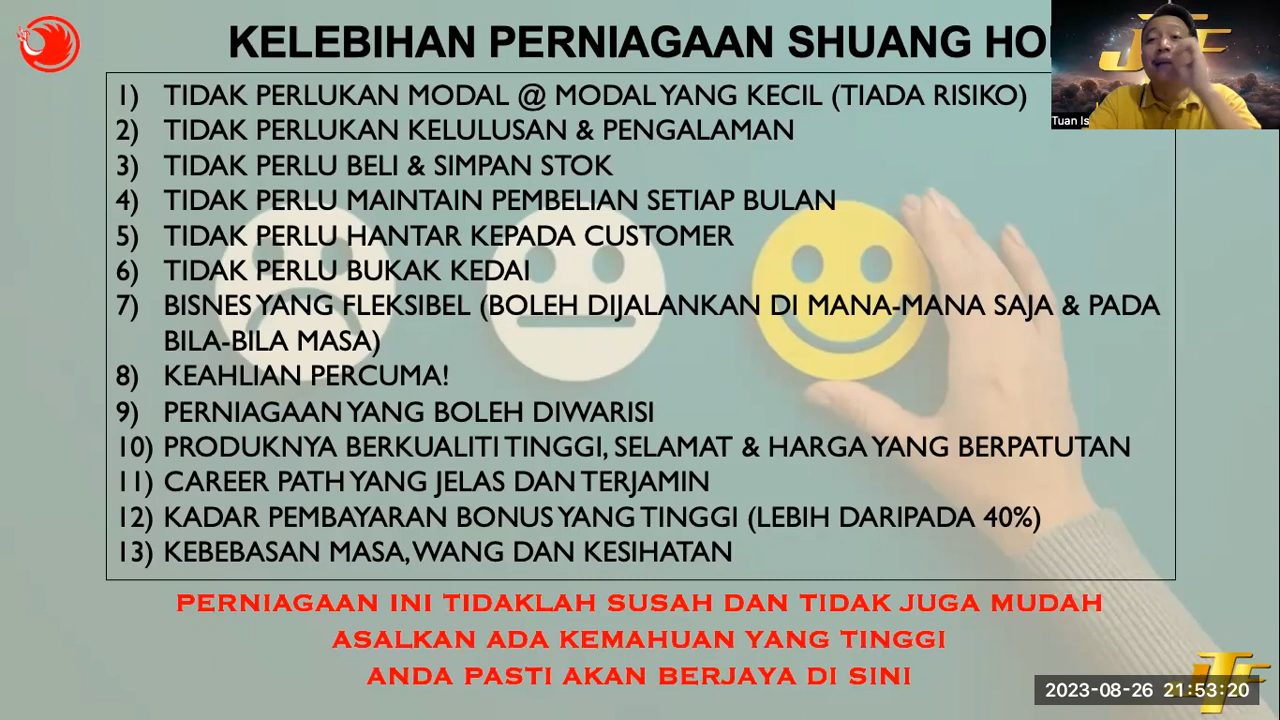 KELEBIHAN PERNIAGAAN SHUANG
1) TIDAK PERLUKAN MODAL @ MODAL YANG KECIL (TIADA RISIKO)
2) TIDAK PERLUKAN KELULUSAN & PENGALAMAN
3) TIDAK PERLU BELI & SIMPAN STOK
4) TIDAK PERLU MAINTAIN PEMBELIAN SETIAP BULAN
5) TIDAK PERLU HANTAR KEPADA CUSTOMER
6) TIDAK PERLU BUKAK KEDAI
7) BISNES YANG FLEKSIBEL (BOLEH DIJALANKAN DI MANA-MANA SAJA & PADA
BILA-BILA MASA)
8) KEAHLIAN PERCUMA!
9) PERNIAGAAN YANG BOLEH DIWARISI
10) PRODUKNYA BERKUALITI TINGGI, SELAMAT & HARGA YANG BERPATUTAN
11) CAREER PATH YANG JELAS DAN TERJAMIN
12) KADAR PEMBAYARAN BONUS YANG TINGGI (LEBIH DARIPADA 40%)
13) KEBEBASAN MASA, WANG DAN KESIHATAN
PERNIAGAAN INI TIDAKLAH SUSAH DAN TIDAK JUGA MUDAH
ASALKAN ADA KEMAHUAN YANG TINGGI
ANDA PASTI AKAN BERJAYA DI SINI
Tuan Is
2023-08-26 21:53:20